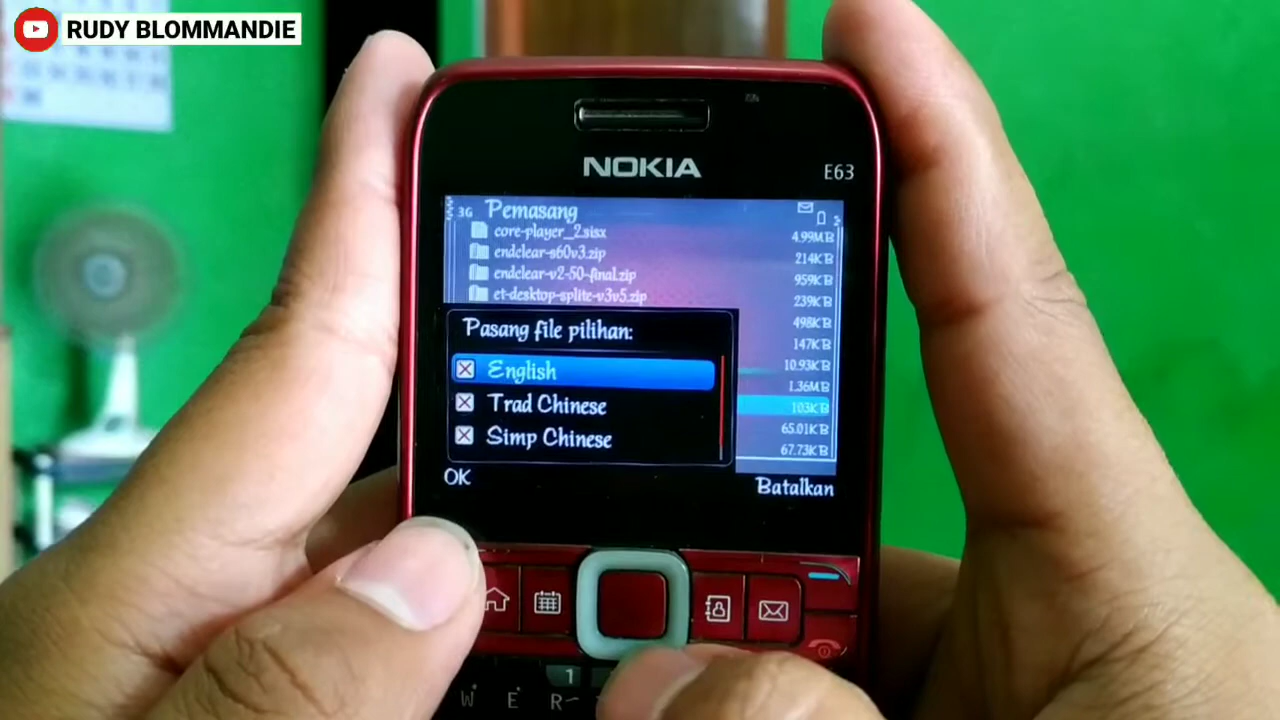 RUDY BLOMMANDIE
NOKIA
E63
3G Pemasang
core-player_2.sisx 4.99MB
endclear-s60v3.zip 214KB
endclear-v2-50-final.zip 959KB
et-desktop-splite-v3v5.zip 239KB
498KB
147KB
10.93KB
1.36MB
103KB
65.01KB
67.73KB
Pasang file pilihan:
English
Trad Chinese
Simp Chinese
OK Batalkan
1
W E R